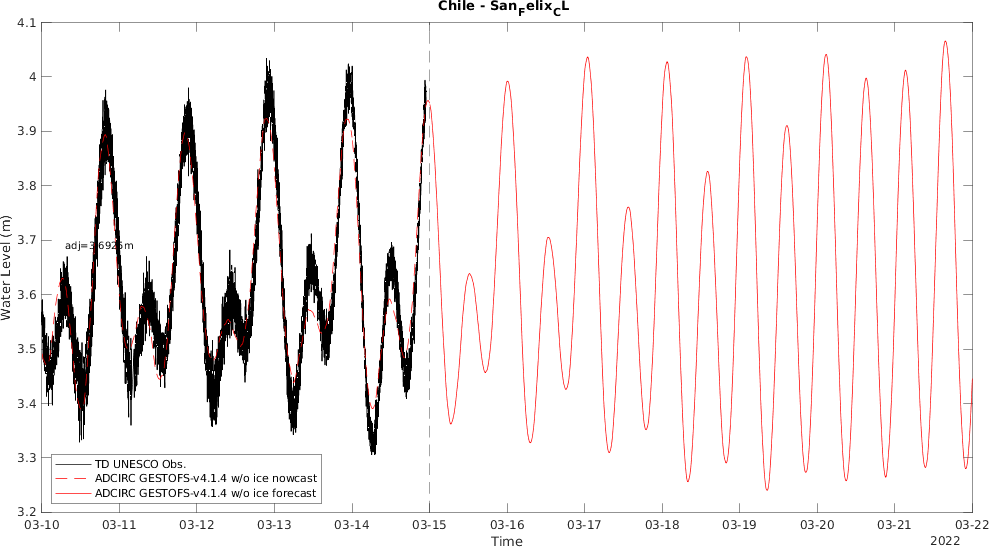 Chile - San_Felix_CL
4.1
4
3.9
3.8
3.7
3.6
3.5
3.4
3.3
3.2
Water Level (m)
adj=3.6925m
TD UNESCO Obs.
ADCIRC GESTOFS-v4.1.4 w/o ice nowcast
ADCIRC GESTOFS-v4.1.4 w/o ice forecast
03-10 03-11 03-12 03-13 03-14 03-15 03-16 03-17 03-18 03-19 03-20 03-21 03-22
Time
2022